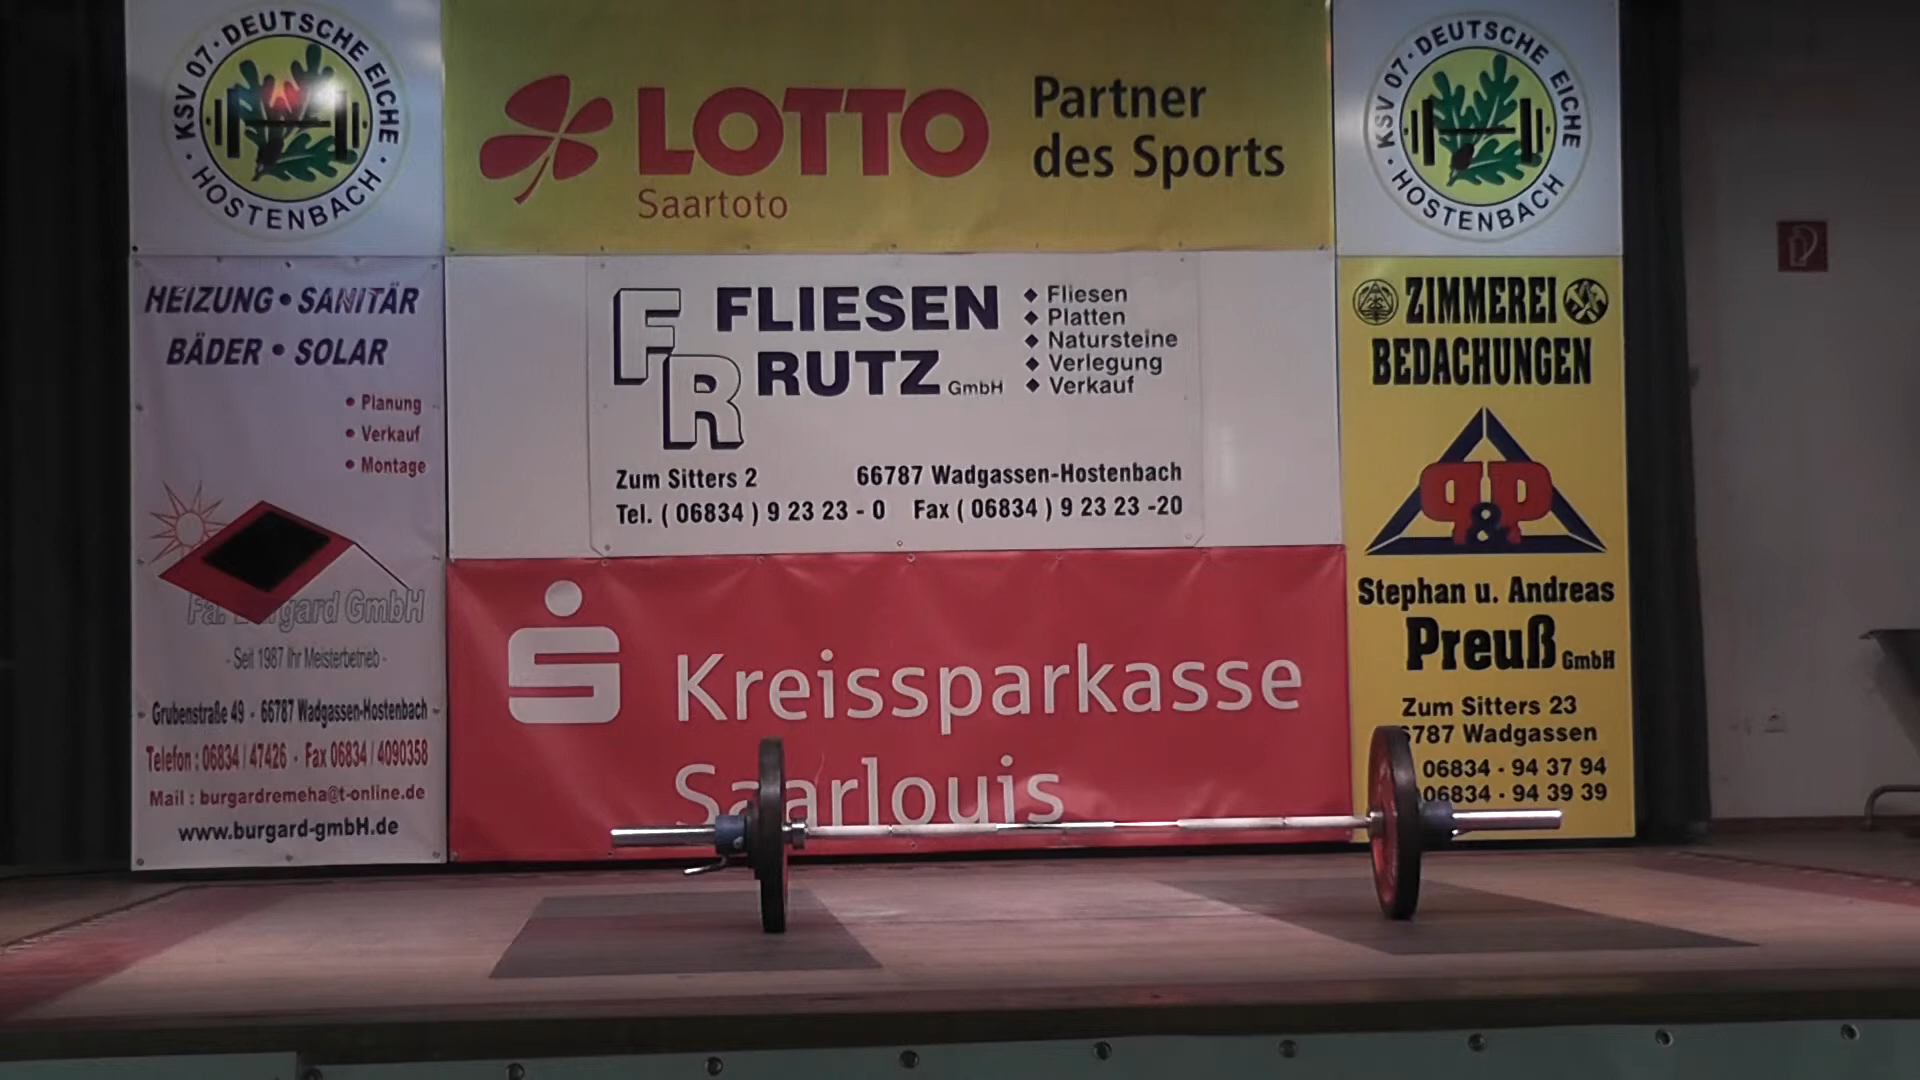 KSV 07 · DEUTSCHE EICHE
· HOSTENBACH ·
LOTTO
Saartoto
Partner
des Sports
KSV 07 · DEUTSCHE EICHE
· HOSTENBACH ·
HEIZUNG • SANITÄR
BÄDER • SOLAR
• Planung
• Verkauf
• Montage
Fa. Burgard GmbH
- Seit 1987 Ihr Meisterbetrieb -
- Grubenstraße 49 - 66787 Wadgassen-Hostenbach -
Telefon : 06834 / 47426 - Fax 06834 / 4090358
Mail : burgardremeha@t-online.de
www.burgard-gmbH.de
FR
FLIESEN
RUTZ GmbH
◆ Fliesen
◆ Platten
◆ Natursteine
◆ Verlegung
◆ Verkauf
Zum Sitters 2 66787 Wadgassen-Hostenbach
Tel. ( 06834 ) 9 23 23 - 0 Fax ( 06834 ) 9 23 23 -20
Kreissparkasse
Saarlouis
ZIMMEREI
BEDACHUNGEN
P&P
Stephan u. Andreas
Preuß GmbH
Zum Sitters 23
6787 Wadgassen
06834 - 94 37 94
06834 - 94 39 39